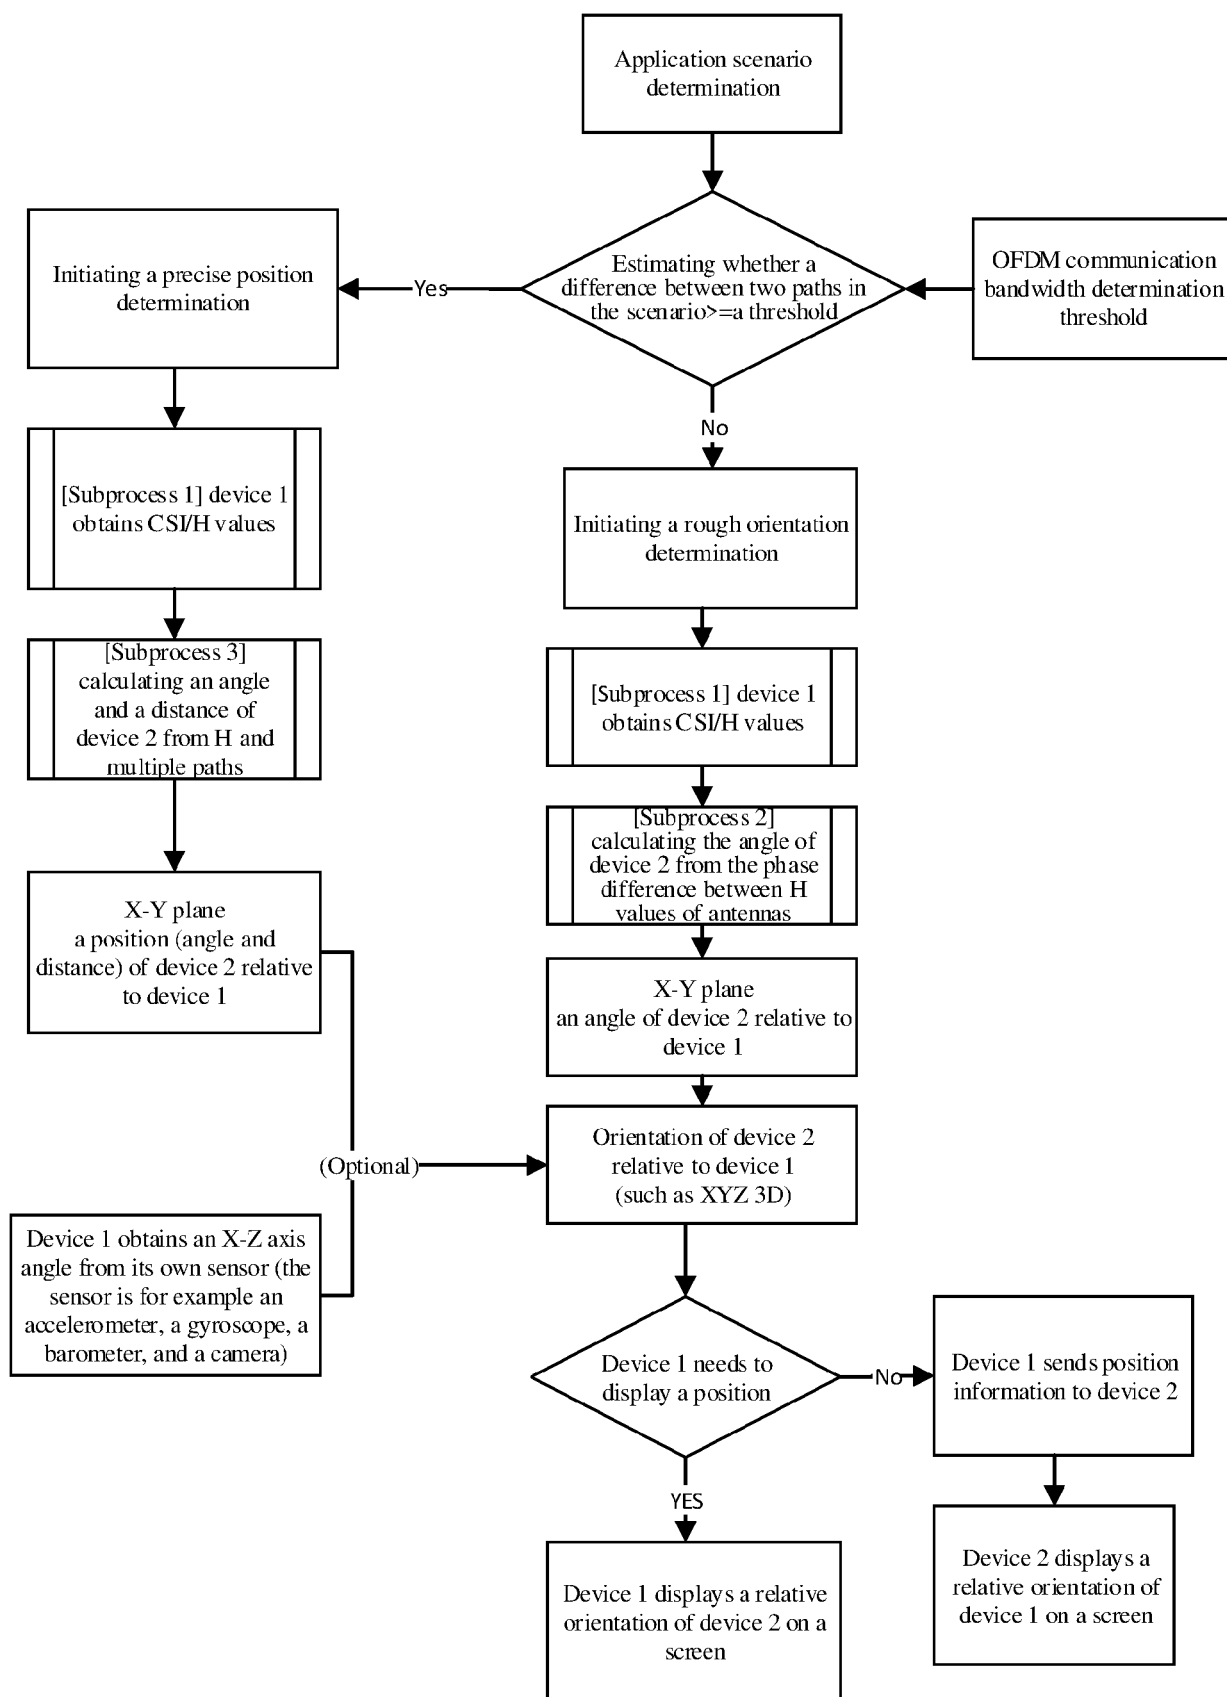 Application scenario
determination
Initiating a precise position
determination
Yes
Estimating whether a
difference between two paths in
the scenario>=a threshold
OFDM communication
bandwidth determination
threshold
No
[Subprocess 1] device 1
obtains CSI/H values
Initiating a rough orientation
determination
[Subprocess 3]
calculating an angle
and a distance of
device 2 from H and
multiple paths
[Subprocess 1] device 1
obtains CSI/H values
[Subprocess 2]
calculating the angle of
device 2 from the phase
difference between H
values of antennas
X-Y plane
a position (angle and
distance) of device 2 relative
to device 1
X-Y plane
an angle of device 2 relative to
device 1
(Optional)
Orientation of device 2
relative to device 1
(such as XYZ 3D)
Device 1 obtains an X-Z axis
angle from its own sensor (the
sensor is for example an
accelerometer, a gyroscope, a
barometer, and a camera)
Device 1 needs to
display a position
No
Device 1 sends position
information to device 2
YES
Device 1 displays a relative
orientation of device 2 on a
screen
Device 2 displays a
relative orientation of
device 1 on a screen